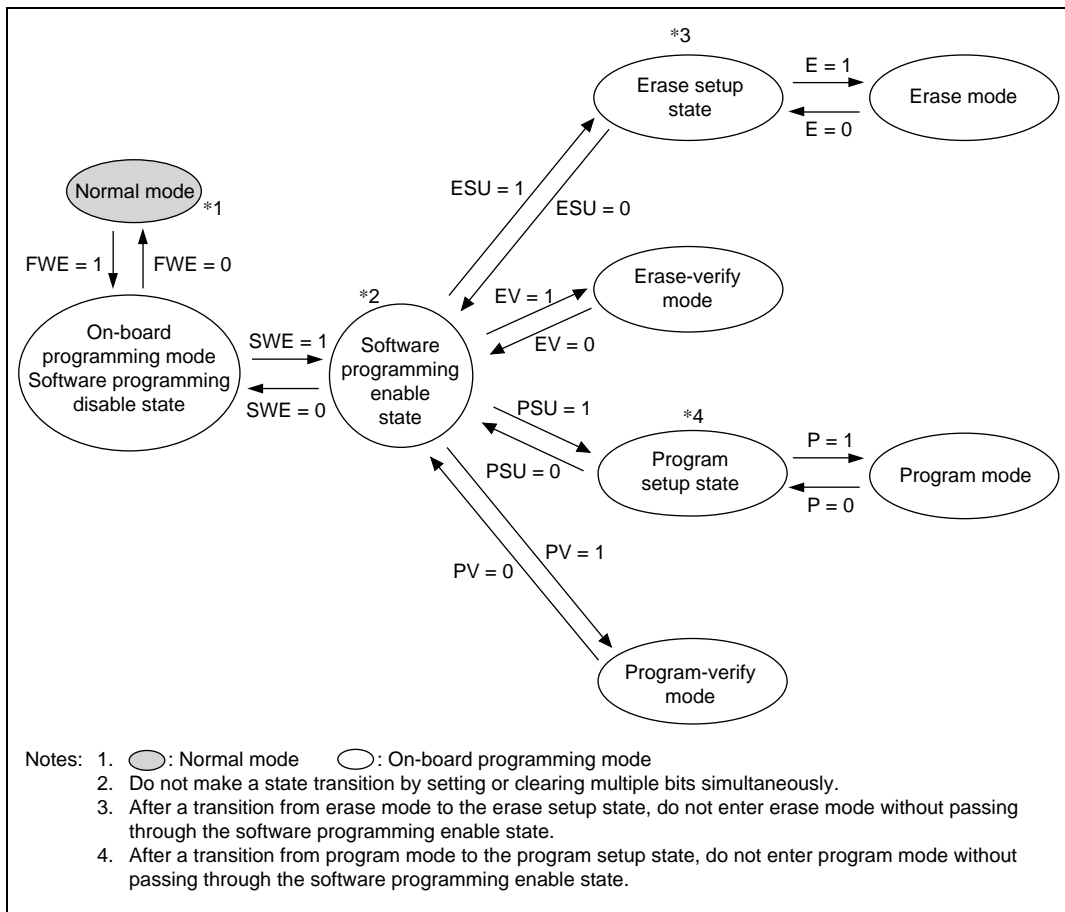 *3
Erase setup
state
E = 1
E = 0
Erase mode
Normal mode
*1
ESU = 1
ESU = 0
FWE = 1
FWE = 0
Erase-verify
mode
*2
EV = 1
EV = 0
On-board
programming mode
Software programming
disable state
SWE = 1
SWE = 0
Software
programming
enable
state
PSU = 1
PSU = 0
*4
Program
setup state
P = 1
P = 0
Program mode
PV = 1
PV = 0
Program-verify
mode
Notes: 1. : Normal mode : On-board programming mode
2. Do not make a state transition by setting or clearing multiple bits simultaneously.
3. After a transition from erase mode to the erase setup state, do not enter erase mode without passing
through the software programming enable state.
4. After a transition from program mode to the program setup state, do not enter program mode without
passing through the software programming enable state.